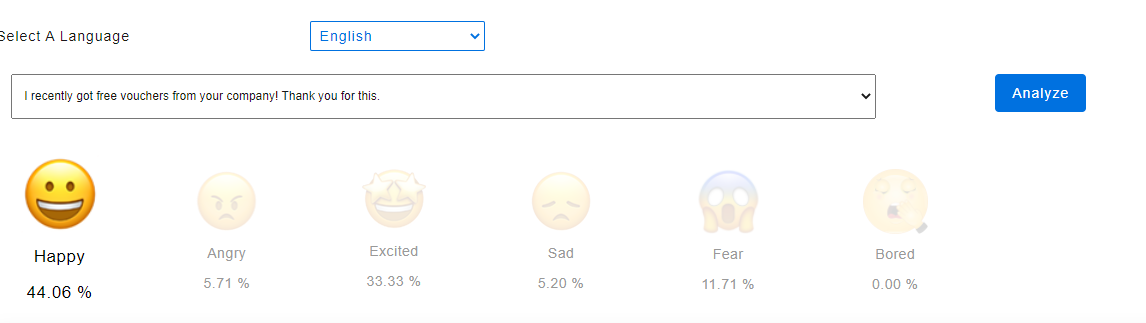 Select A Language
English
I recently got free vouchers from your company! Thank you for this.
Analyze
Happy
Angry
Excited
Sad
Fear
Bored
44.06 %
5.71 %
33.33 %
5.20 %
11.71 %
0.00 %